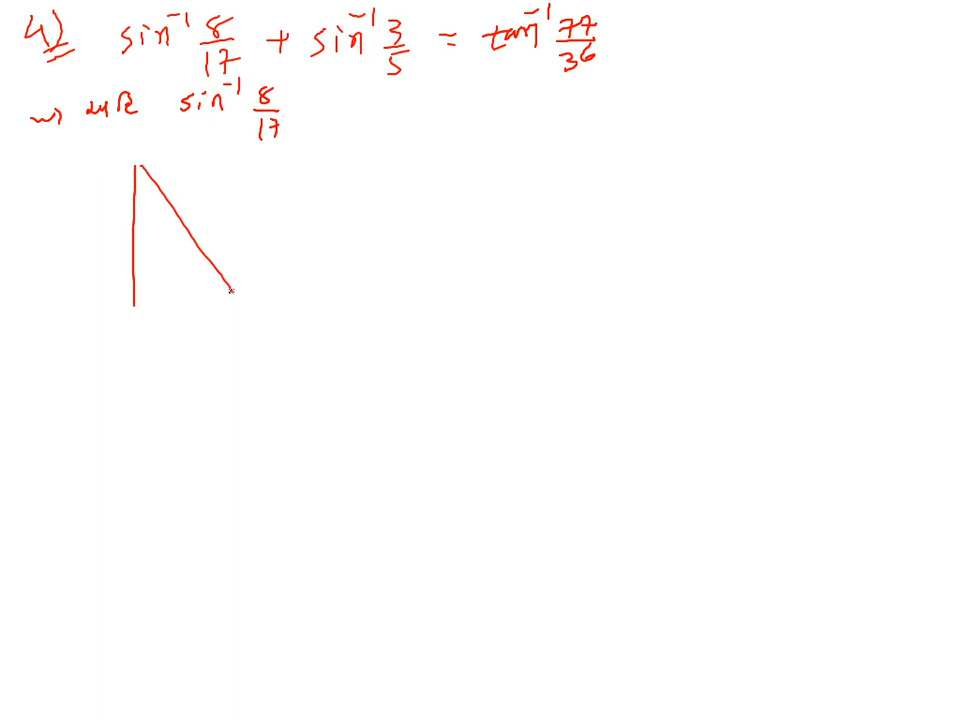 4) sin⁻¹ 8/17 + sin⁻¹ 3/5 = tan⁻¹ 77/36
sin⁻¹ 8/17